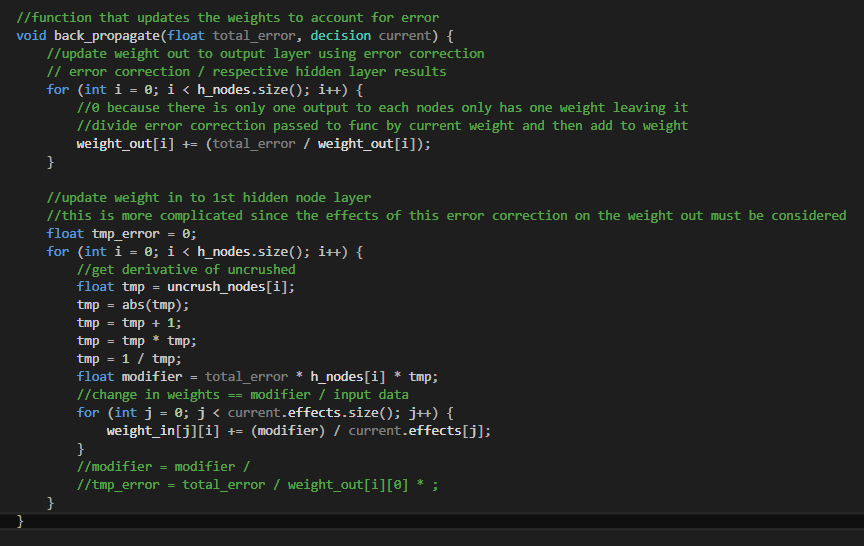 //function that updates the weights to account for error
void back_propagate(float total_error, decision current) {
    //update weight out to output layer using error correction
    // error correction / respective hidden layer results
    for (int i = 0; i < h_nodes.size(); i++) {
        //0 because there is only one output to each nodes only has one weight leaving it
        //divide error correction passed to func by current weight and then add to weight
        weight_out[i] += (total_error / weight_out[i]);
    }

    //update weight in to 1st hidden node layer
    //this is more complicated since the effects of this error correction on the weight out must be considered
    float tmp_error = 0;
    for (int i = 0; i < h_nodes.size(); i++) {
        //get derivative of uncrushed
        float tmp = uncrush_nodes[i];
        tmp = abs(tmp);
        tmp = tmp + 1;
        tmp = tmp * tmp;
        tmp = 1 / tmp;
        float modifier = total_error * h_nodes[i] * tmp;
        //change in weights == modifier / input data
        for (int j = 0; j < current.effects.size(); j++) {
            weight_in[j][i] += (modifier) / current.effects[j];
        }
        //modifier = modifier /
        //tmp_error = total_error / weight_out[i][0] * ;
    }
}